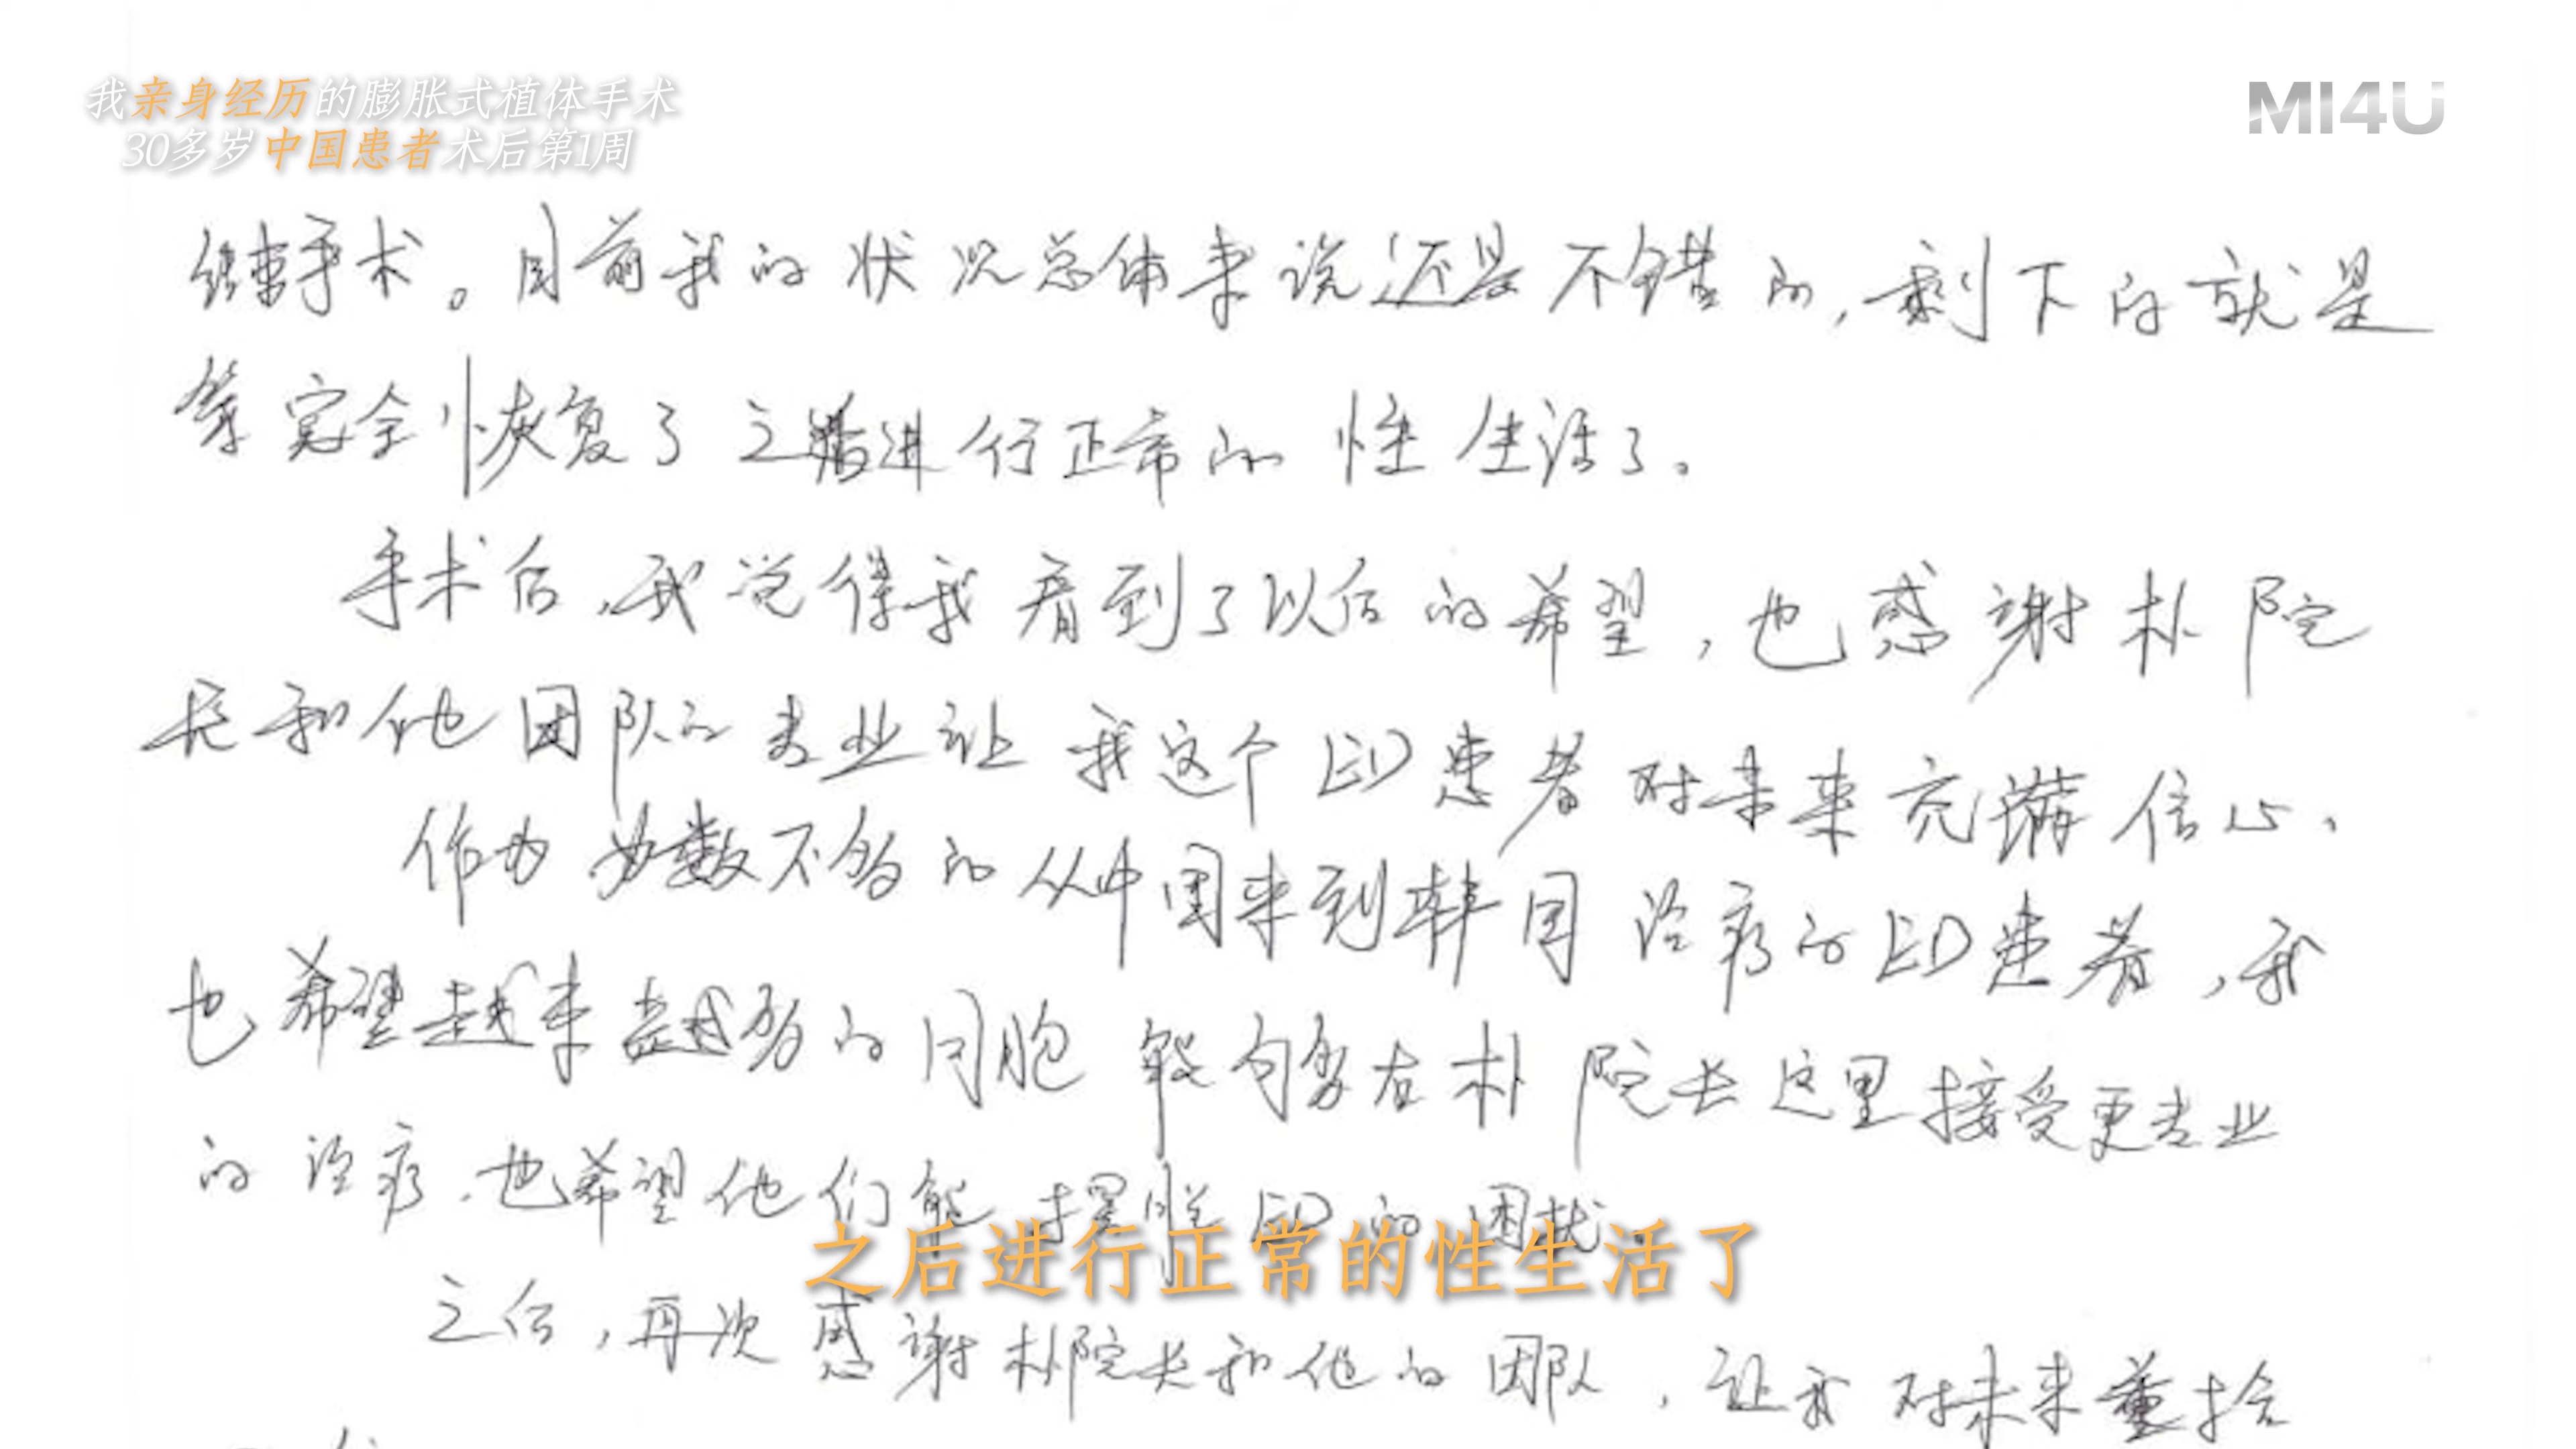 我亲身经历的膨胀式植体手术
30多岁中国患者术后第1周
MI4U
结束手术。目前我的状况总体来说还是不错的,剩下的就是
等完全恢复了之后进行正常的性生活了。
手术后,我觉得我看到了以后的希望,也感谢朴院
长和他团队的专业让我这个ED患者对未来充满信心、
作为为数不多的从中国来到韩国治疗的ED患者,我
也希望越来越多的同胞能够在朴院长这里接受更专业
的治疗、也希望他们能摆脱ED的困扰
之后进行正常的性生活了
之后,再次感谢朴院长和他的团队,让我对未来重拾